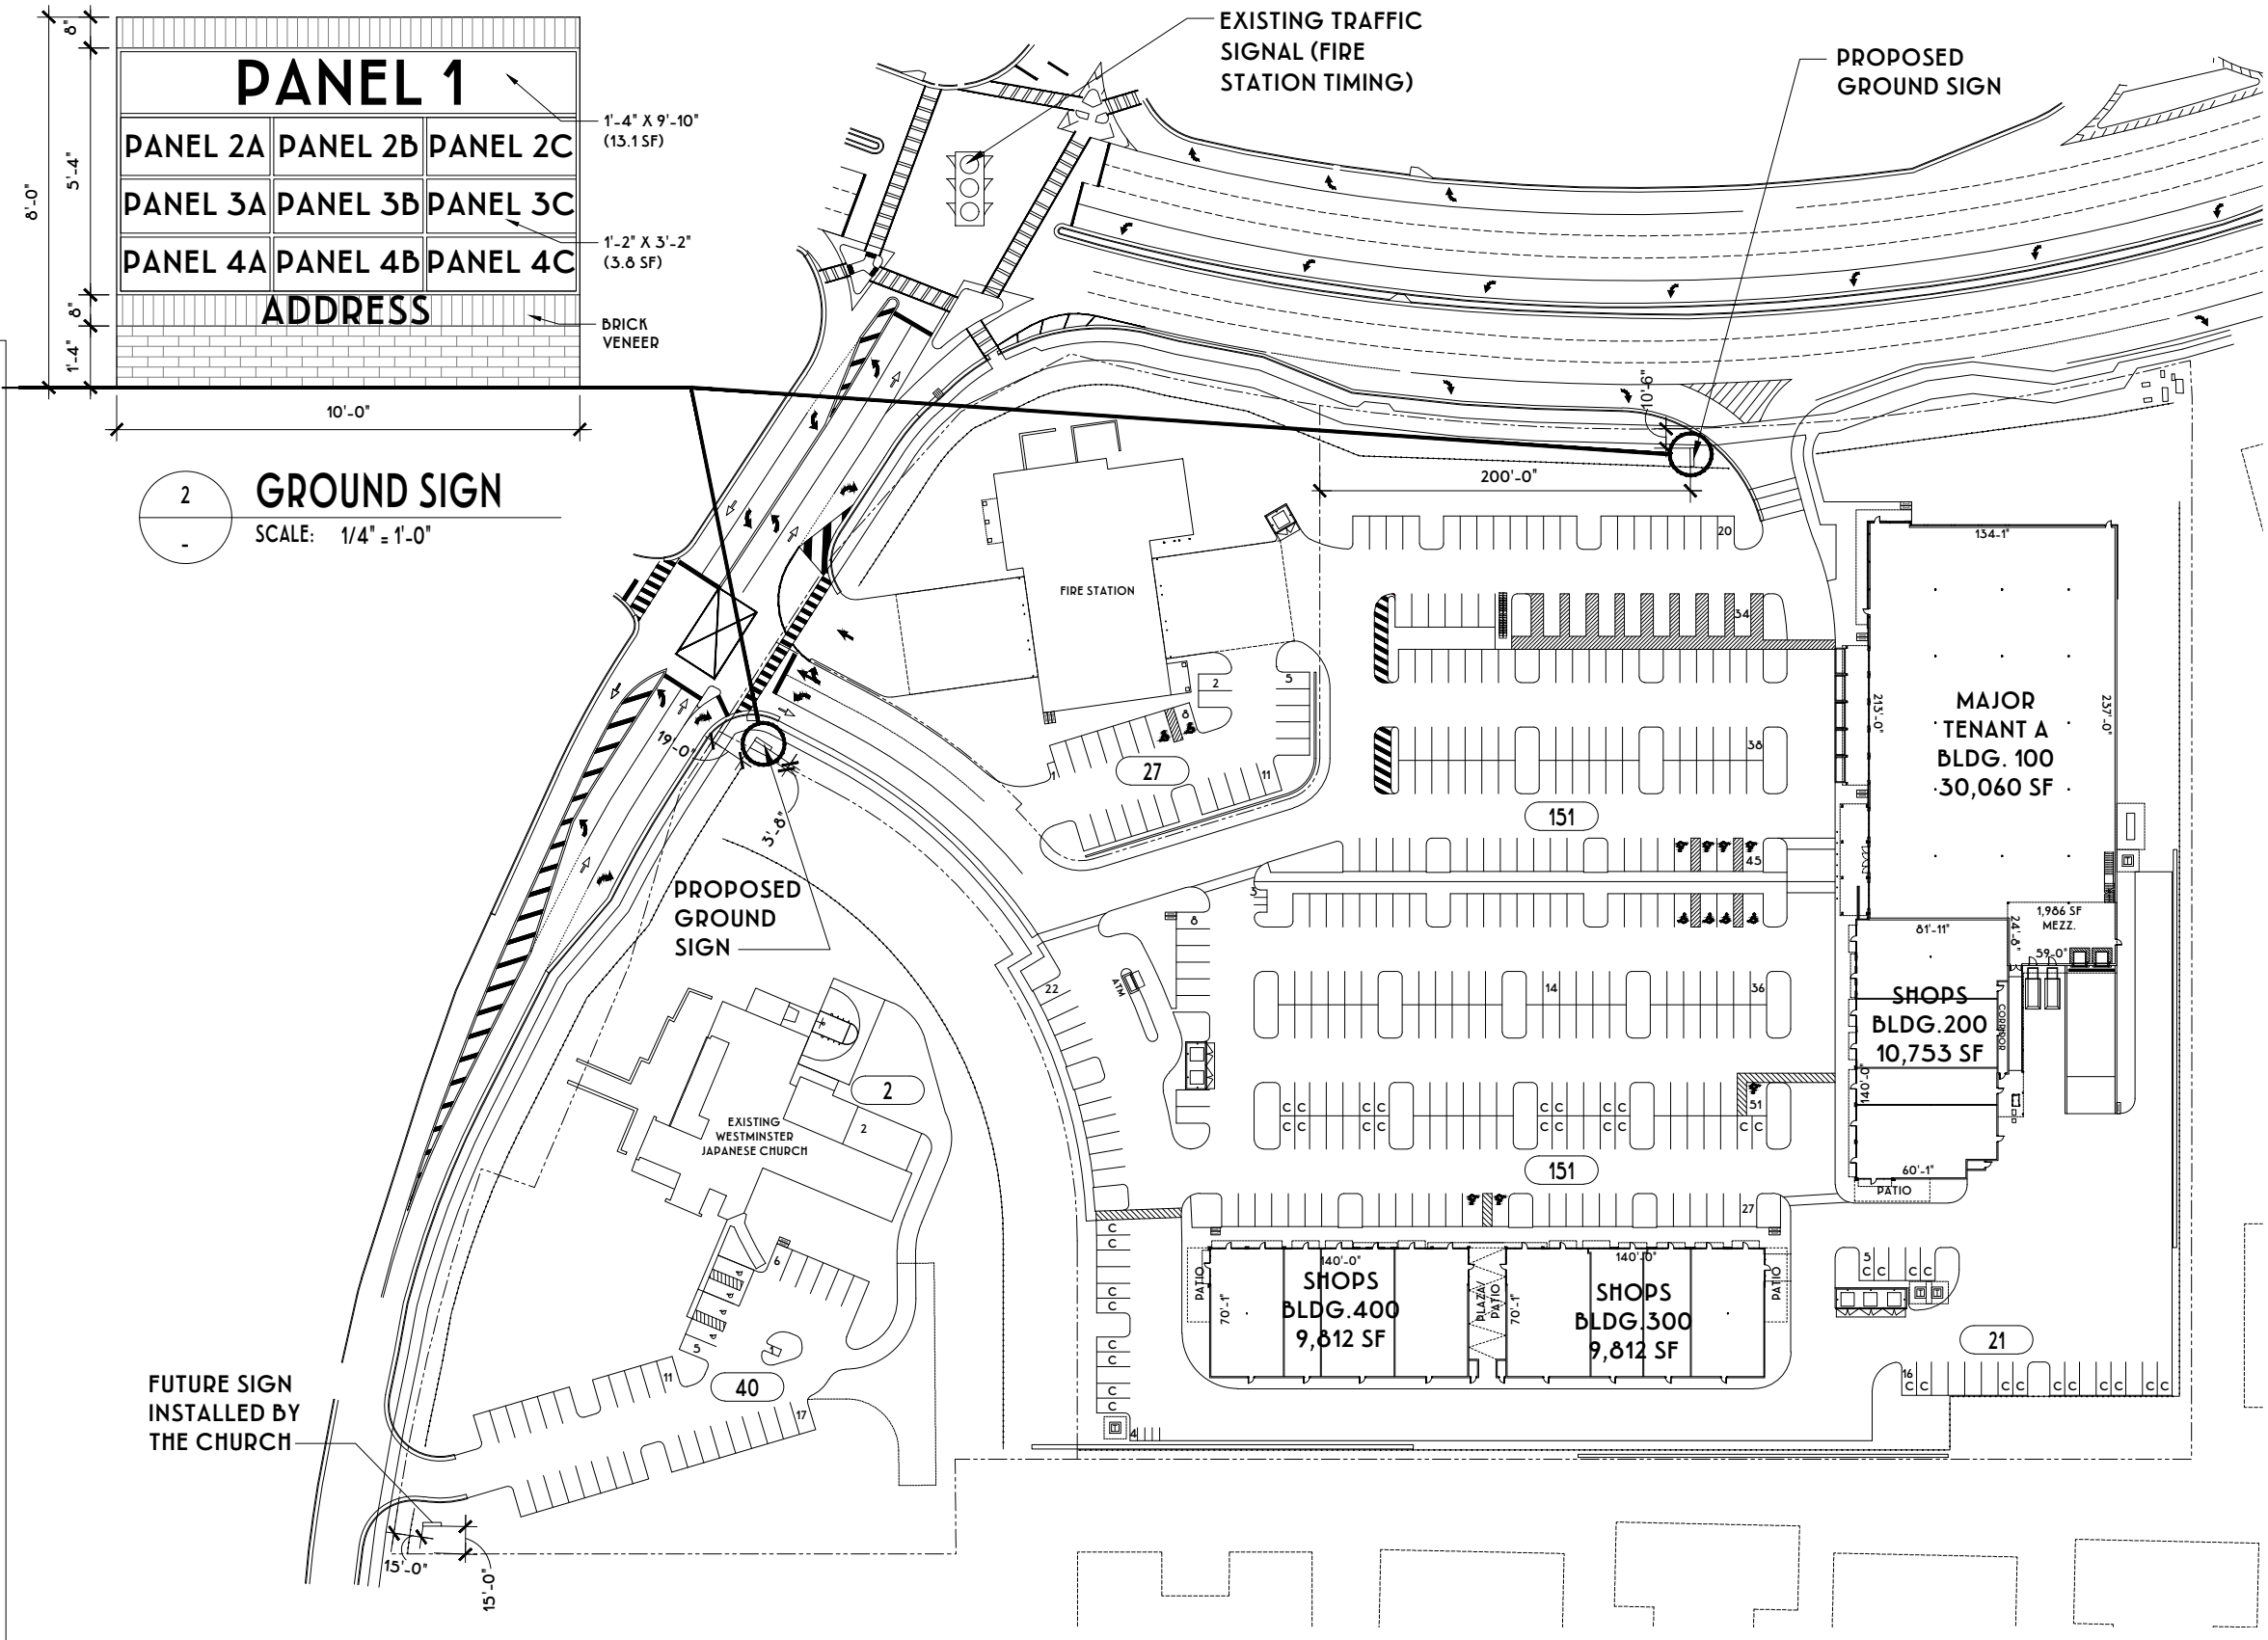 8"
PANEL 1
1'-4" X 9'-10"
(13.1 SF)
PANEL 2A PANEL 2B PANEL 2C
5'-4"
8'-0"
PANEL 3A PANEL 3B PANEL 3C
1'-2" X 3'-2"
(3.8 SF)
PANEL 4A PANEL 4B PANEL 4C
8"
ADDRESS
BRICK
VENEER
1'-4"
10'-0"
2
-
GROUND SIGN
SCALE: 1/4" = 1'-0"
EXISTING TRAFFIC
SIGNAL (FIRE
STATION TIMING)
PROPOSED
GROUND SIGN
10'-6"
200'-0"
20
FIRE STATION
34
2
5
8
1
11
27
38
151
45
3
134-1"
213'-0"
237'-0"
MAJOR
TENANT A
BLDG. 100
30,060 SF
1,986 SF
MEZZ.
24'-8"
59'-0"
81'-11"
SHOPS
BLDG.200
10,753 SF
CORRIDOR
140'-0"
60'-1"
PATIO
19'-0"
3'-8"
PROPOSED
GROUND
SIGN
8
22
ATM
14
36
C C C C C C C C
C C C C C C C C C C
51
151
27
EXISTING
WESTMINSTER
JAPANESE CHURCH
2
2
6
5
11
40
17
1
C
C
C
C
C
C
C
C
T
4
PATIO
140'-0"
SHOPS
BLDG.400
9,812 SF
70'-1"
PLAZA/
PATIO
70'-1"
140'-0"
SHOPS
BLDG.300
9,812 SF
PATIO
5
C C C C
T T
21
16
C C C C C C C C C C
T
FUTURE SIGN
INSTALLED BY
THE CHURCH
15'-0"
15'-0"